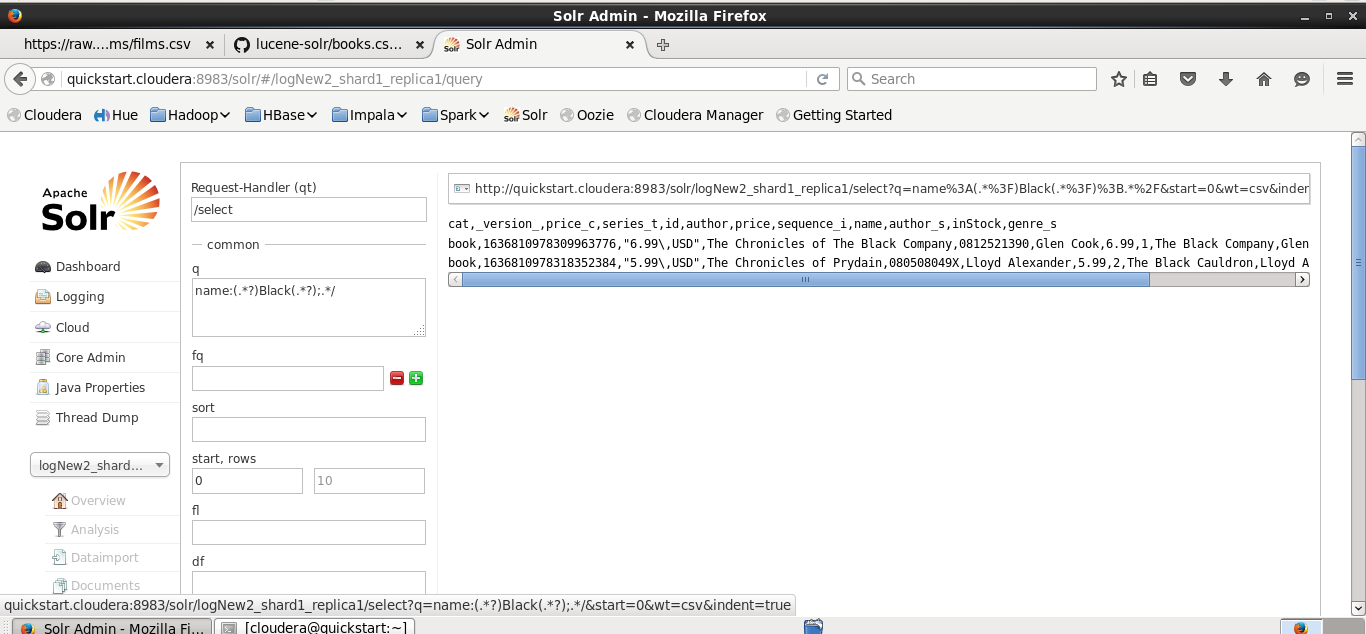 Solr Admin - Mozilla Firefox
https://raw....ms/films.csv
lucene-solr/books.cs...
Solr Admin
quickstart.cloudera:8983/solr/#/logNew2_shard1_replica1/query
Search
Cloudera
Hue
Hadoop
HBase
Impala
Spark
Solr
Oozie
Cloudera Manager
Getting Started
Apache
Solr
Dashboard
Logging
Cloud
Core Admin
Java Properties
Thread Dump
logNew2_shard...
Overview
Analysis
Dataimport
Documents
Request-Handler (qt)
/select
common
q
name:(.*?)Black(.*?);.*/
fq
sort
start, rows
0
10
fl
df
http://quickstart.cloudera:8983/solr/logNew2_shard1_replica1/select?q=name%3A(.*%3F)Black(.*%3F)%3B.*%2F&start=0&wt=csv&inden
cat,_version_,price_c,series_t,id,author,price,sequence_i,name,author_s,inStock,genre_s
book,1636810978309963776,"6.99\,USD",The Chronicles of The Black Company,0812521390,Glen Cook,6.99,1,The Black Company,Glen
book,1636810978318352384,"5.99\,USD",The Chronicles of Prydain,080508049X,Lloyd Alexander,5.99,2,The Black Cauldron,Lloyd A
quickstart.cloudera:8983/solr/logNew2_shard1_replica1/select?q=name:(.*?)Black(.*?);.*/&start=0&wt=csv&indent=true
Solr Admin - Mozilla Fi...
[cloudera@quickstart:~]